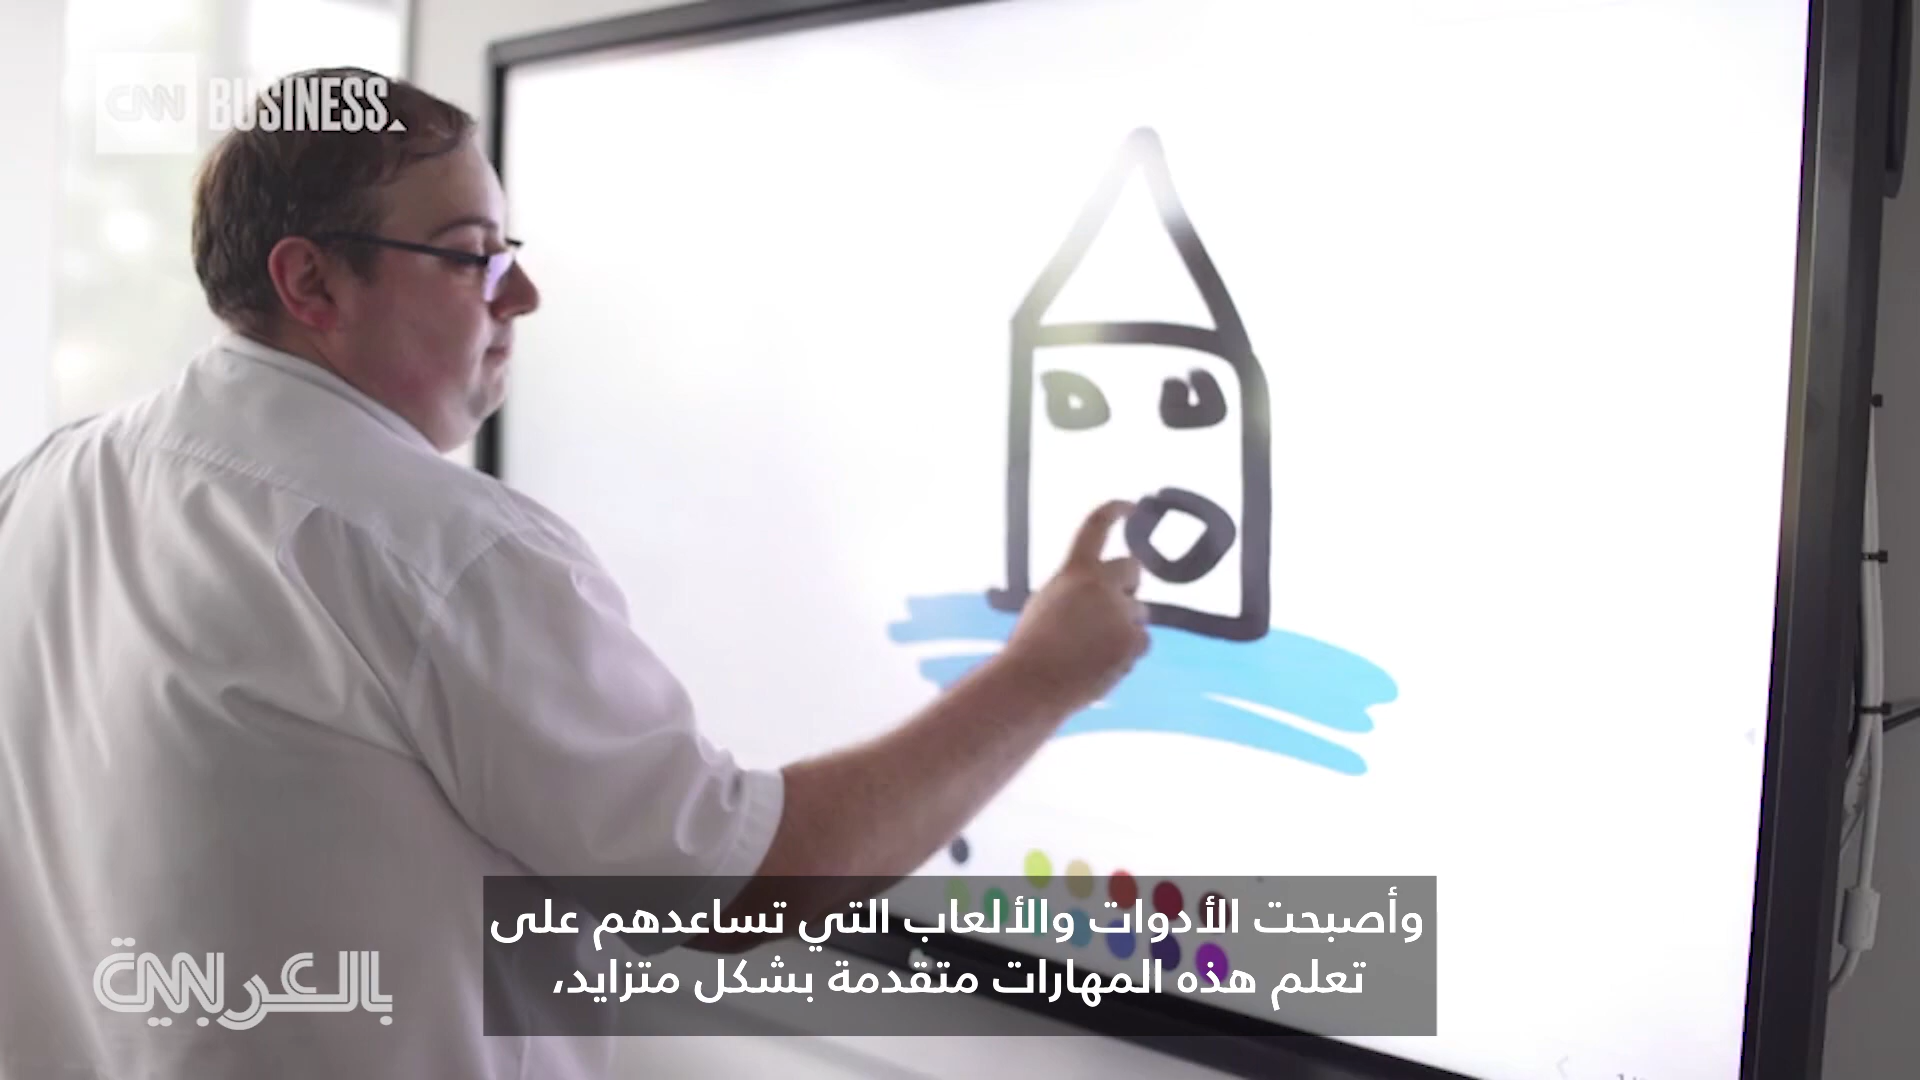 CNN BUSINESS
وأصبحت الأدوات والألعاب التي تساعدهم على
تعلم هذه المهارات متقدمة بشكل متزايد،
CNN بالعربية